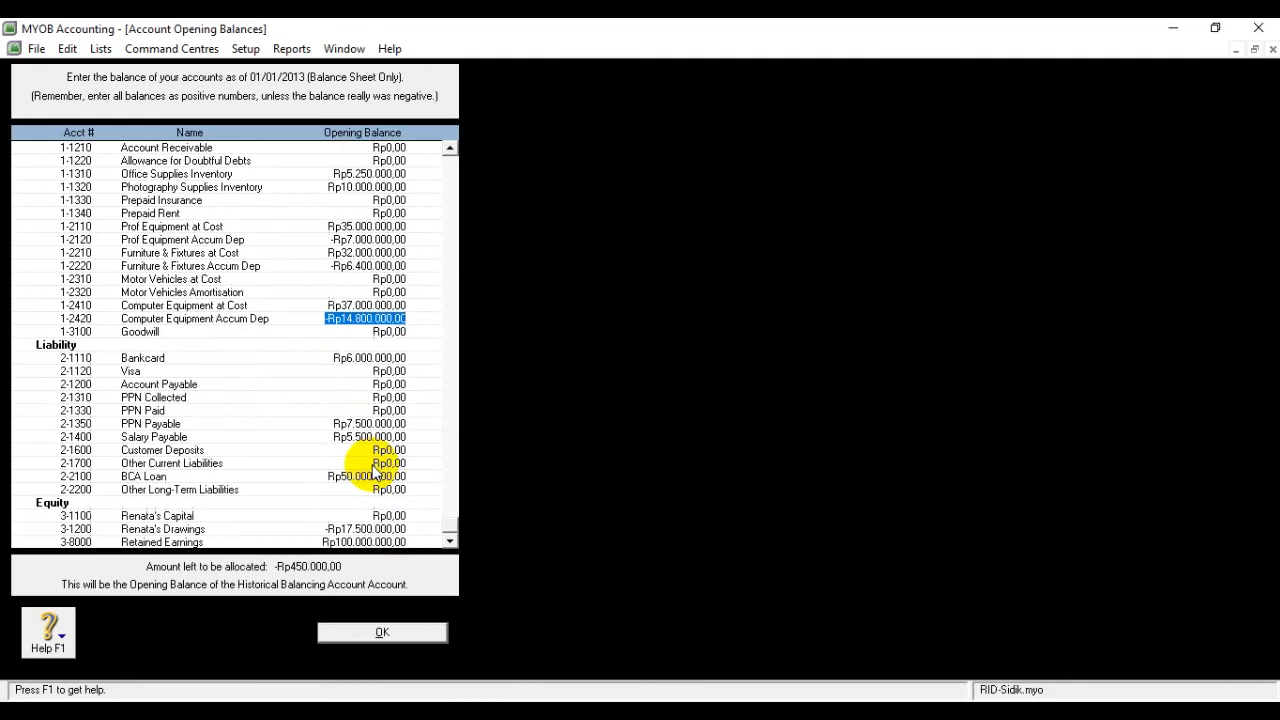 MYOB Accounting - [Account Opening Balances]
File Edit Lists Command Centres Setup Reports Window Help
Enter the balance of your accounts as of 01/01/2013 (Balance Sheet Only).
(Remember, enter all balances as positive numbers, unless the balance really was negative.)
Acct # Name Opening Balance
1-1210 Account Receivable Rp0,00
1-1220 Allowance for Doubtful Debts Rp0,00
1-1310 Office Supplies Inventory Rp5.250.000,00
1-1320 Photography Supplies Inventory Rp10.000.000,00
1-1330 Prepaid Insurance Rp0,00
1-1340 Prepaid Rent Rp0,00
1-2110 Prof Equipment at Cost Rp35.000.000,00
1-2120 Prof Equipment Accum Dep -Rp7.000.000,00
1-2210 Furniture & Fixtures at Cost Rp32.000.000,00
1-2220 Furniture & Fixtures Accum Dep -Rp6.400.000,00
1-2310 Motor Vehicles at Cost Rp0,00
1-2320 Motor Vehicles Amortisation Rp0,00
1-2410 Computer Equipment at Cost Rp37.000.000,00
1-2420 Computer Equipment Accum Dep -Rp14.800.000,00
1-3100 Goodwill Rp0,00
Liability
2-1110 Bankcard Rp6.000.000,00
2-1120 Visa Rp0,00
2-1200 Account Payable Rp0,00
2-1310 PPN Collected Rp0,00
2-1330 PPN Paid Rp0,00
2-1350 PPN Payable Rp7.500.000,00
2-1400 Salary Payable Rp5.500.000,00
2-1600 Customer Deposits Rp0,00
2-1700 Other Current Liabilities Rp0,00
2-2100 BCA Loan Rp50.000.000,00
2-2200 Other Long-Term Liabilities Rp0,00
Equity
3-1100 Renata's Capital Rp0,00
3-1200 Renata's Drawings -Rp17.500.000,00
3-8000 Retained Earnings Rp100.000.000,00
Amount left to be allocated: -Rp450.000,00
This will be the Opening Balance of the Historical Balancing Account Account.
?
Help F1
OK
Press F1 to get help. RID-Sidik.myo